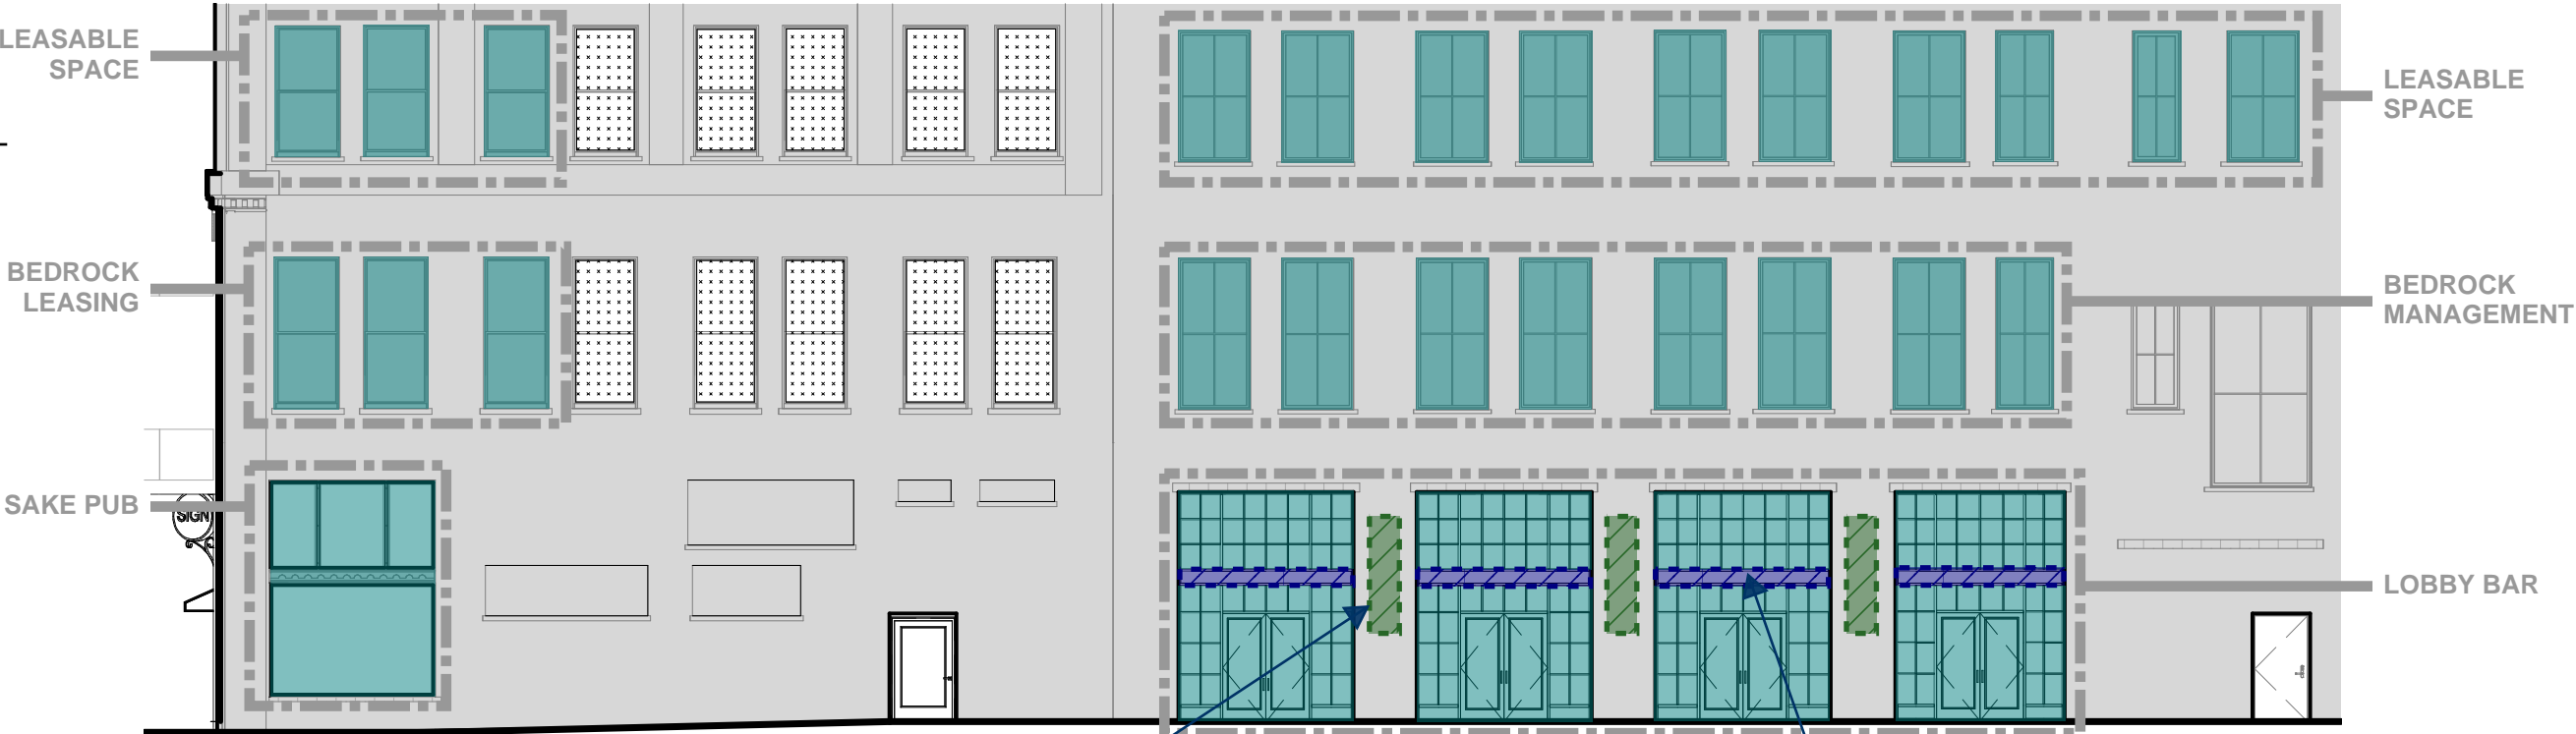 LEASABLE
SPACE
BEDROCK
LEASING
SAKE PUB
SIGN
LEASABLE
SPACE
BEDROCK
MANAGEMENT
LOBBY BAR